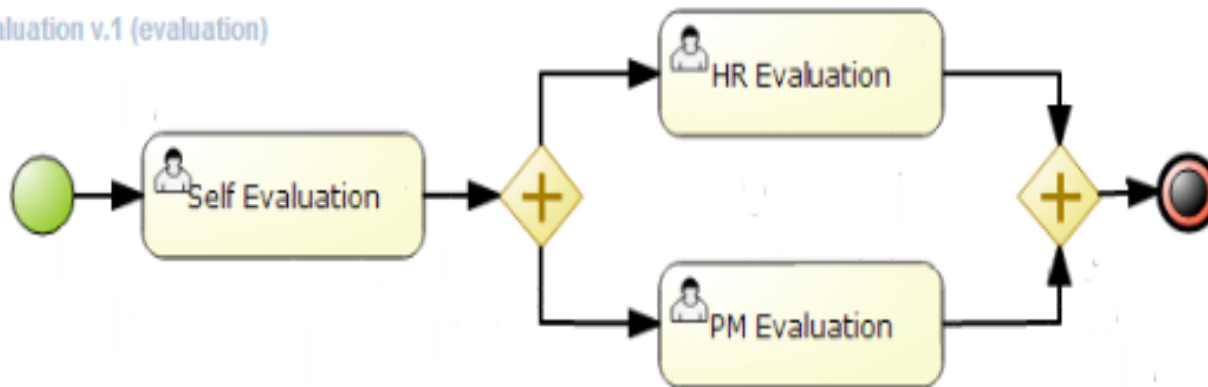 aluation v.1 (evaluation)
HR Evaluation
Self Evaluation
PM Evaluation